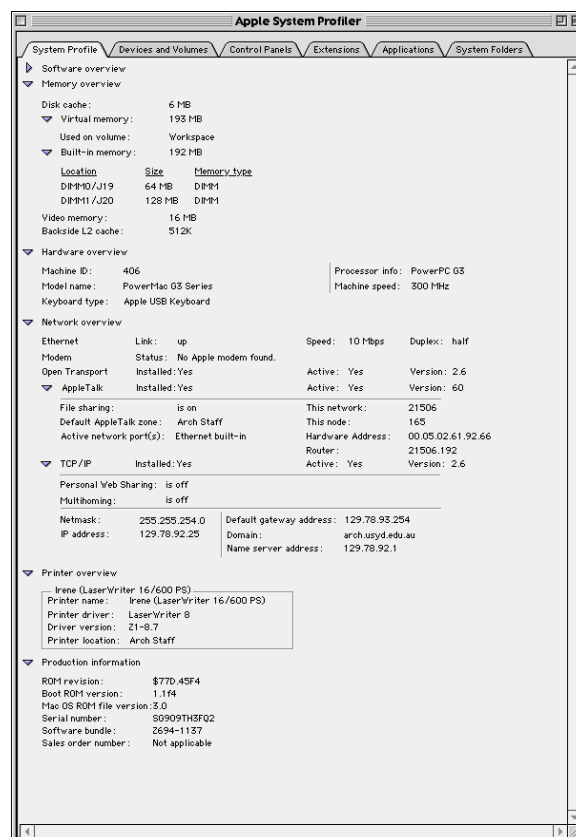 Apple System Profiler
System Profile Devices and Volumes Control Panels Extensions Applications System Folders
Software overview
Memory overview
Disk cache: 6 MB
Virtual memory: 193 MB
Used on volume: Workspace
Built-in memory: 192 MB
Location Size Memory type
DIMM0/J19 64 MB DIMM
DIMM1/J20 128 MB DIMM
Video memory: 16 MB
Backside L2 cache: 512K
Hardware overview
Machine ID: 406 Processor info: PowerPC G3
Model name: PowerMac G3 Series Machine speed: 300 MHz
Keyboard type: Apple USB Keyboard
Network overview
Ethernet Link: up Speed: 10 Mbps Duplex: half
Modem Status: No Apple modem found.
Open Transport Installed: Yes Active: Yes Version: 2.6
AppleTalk Installed: Yes Active: Yes Version: 60
File sharing: is on This network: 21506
Default AppleTalk zone: Arch Staff This node: 165
Active network port(s): Ethernet built-in Hardware Address: 00.05.02.61.92.66
Router: 21506.192
TCP/IP Installed: Yes Active: Yes Version: 2.6
Personal Web Sharing: is off
Multihoming: is off
Netmask: 255.255.254.0 Default gateway address: 129.78.93.254
IP address: 129.78.92.25 Domain: arch.usyd.edu.au
Name server address: 129.78.92.1
Printer overview
Irene (LaserWriter 16/600 PS)
Printer name: Irene (LaserWriter 16/600 PS)
Printer driver: LaserWriter 8
Driver version: Z1-8.7
Printer location: Arch Staff
Production information
ROM revision: $77D.45F4
Boot ROM version: 1.1f4
Mac OS ROM file version: 3.0
Serial number: SG909TH3FQ2
Software bundle: Z694-1137
Sales order number: Not applicable